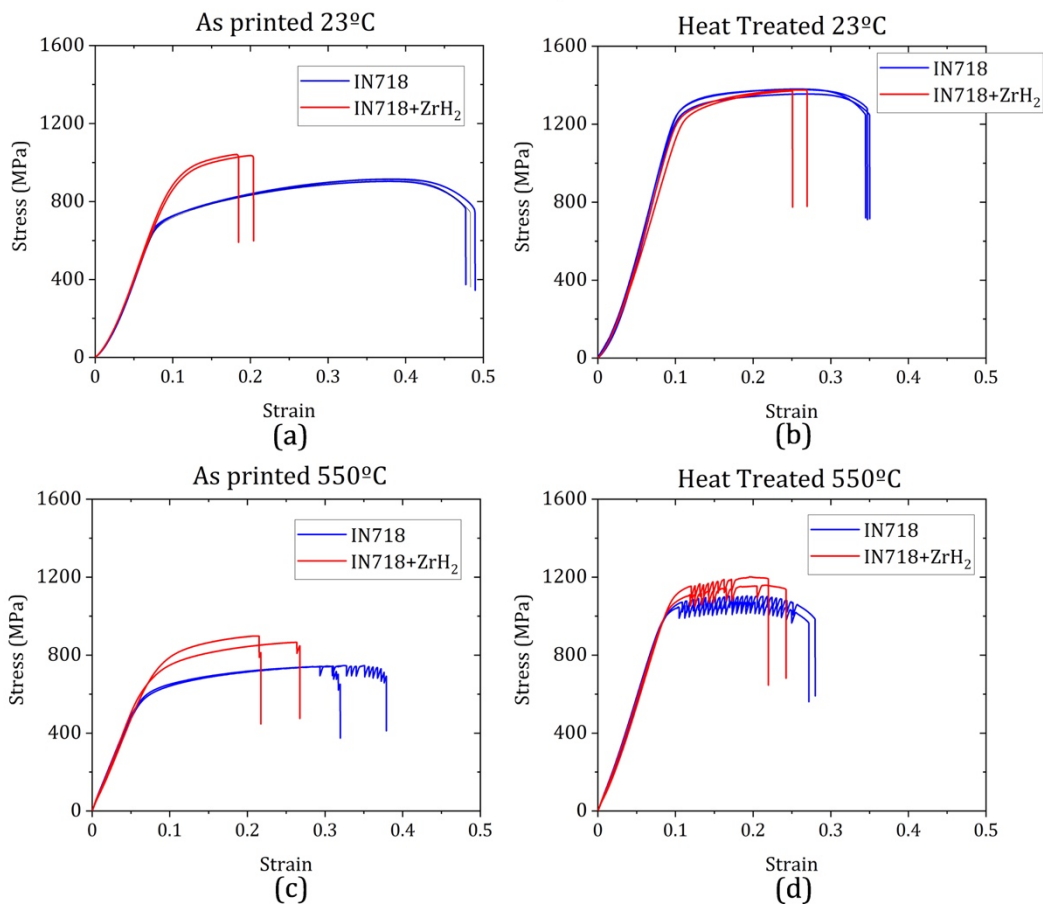 As printed 23ºC
1600
1200
800
400
0
Stress (MPa)
IN718
IN718+ZrH₂
0 0.1 0.2 0.3 0.4 0.5
Strain
(a)
Heat Treated 23ºC
1600
1200
800
400
0
Stress (MPa)
IN718
IN718+ZrH₂
0 0.1 0.2 0.3 0.4 0.5
Strain
(b)
As printed 550ºC
1600
1200
800
400
0
Stress (MPa)
IN718
IN718+ZrH₂
0 0.1 0.2 0.3 0.4 0.5
Strain
(c)
Heat Treated 550ºC
1600
1200
800
400
0
Stress (MPa)
IN718
IN718+ZrH₂
0 0.1 0.2 0.3 0.4 0.5
Strain
(d)